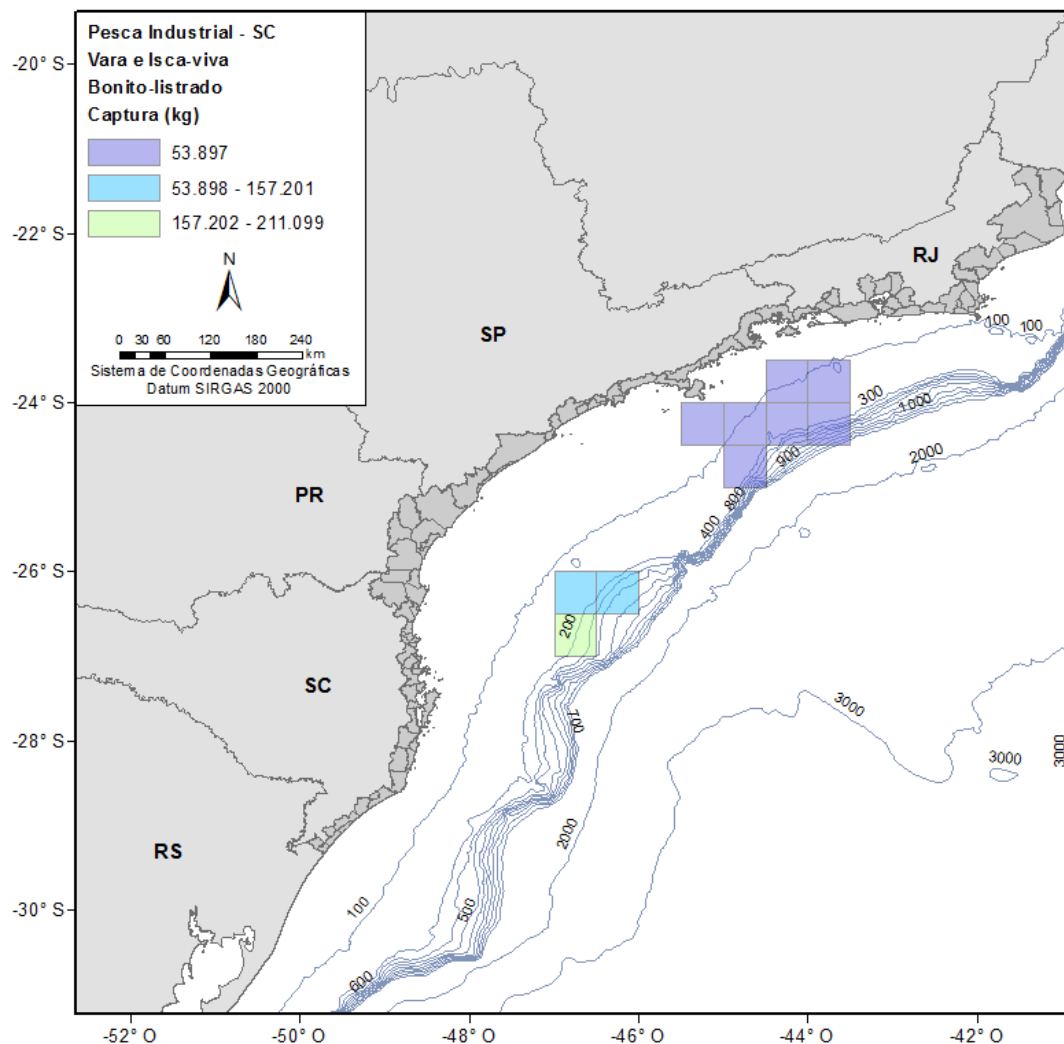 Pesca Industrial - SC
Vara e Isca-viva
Bonito-listrado
Captura (kg)
53.897
53.898 - 157.201
157.202 - 211.099
N
0 30 60 120 180 240
km
Sistema de Coordenadas Geográficas
Datum SIRGAS 2000
-20° S
-22° S
-24° S
-26° S
-28° S
-30° S
RJ
SP
PR
SC
RS
100
100
300
1000
900
2000
800
400
200
700
3000
3000
3000
2000
100
500
600
-52° O
-50° O
-48° O
-46° O
-44° O
-42° O